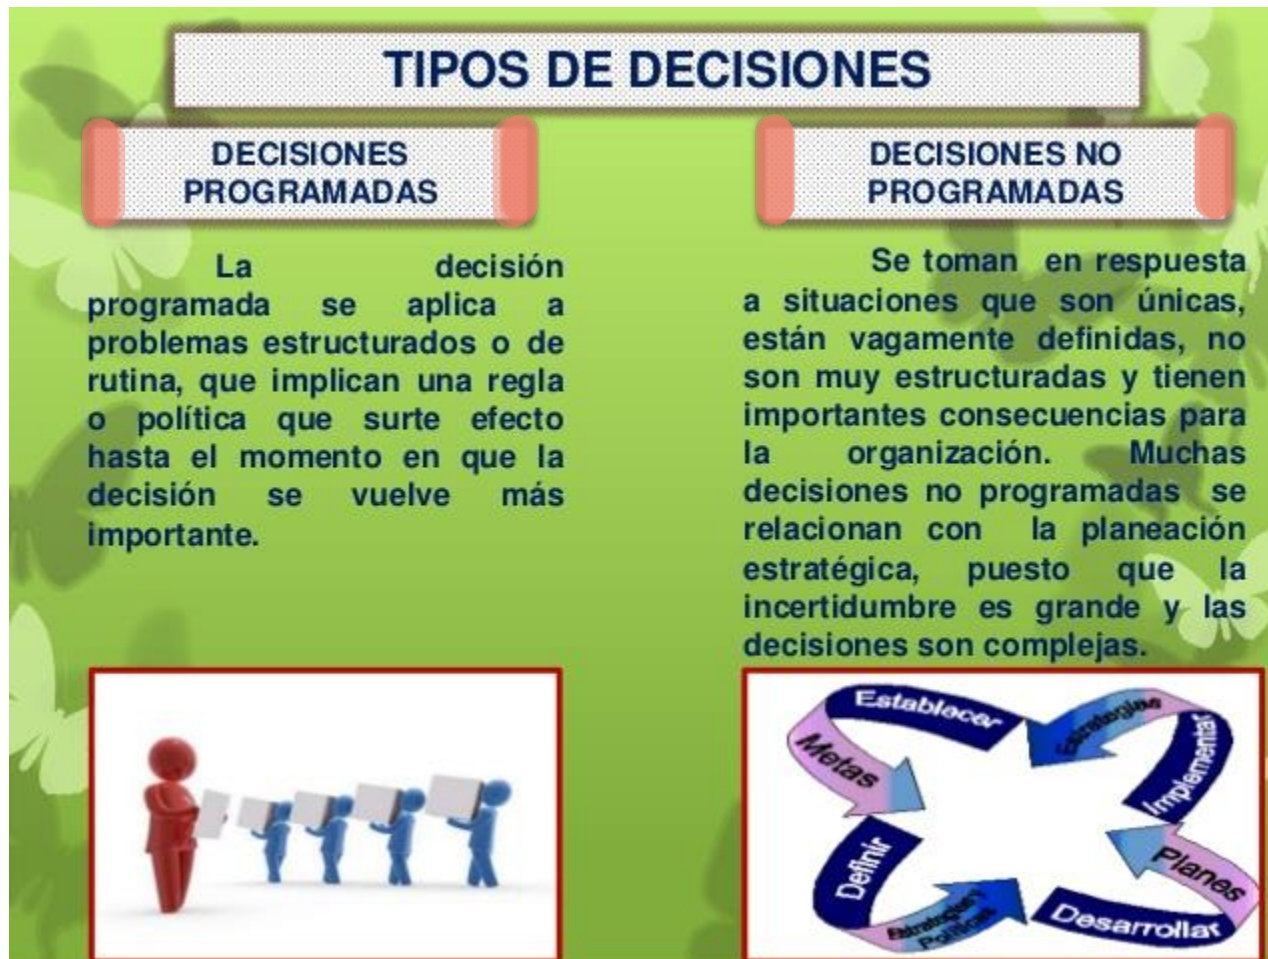 TIPOS DE DECISIONES
DECISIONES
PROGRAMADAS
La decisión
programada se aplica a
problemas estructurados o de
rutina, que implican una regla
o política que surte efecto
hasta el momento en que la
decisión se vuelve más
importante.
DECISIONES NO
PROGRAMADAS
Se toman en respuesta
a situaciones que son únicas,
están vagamente definidas, no
son muy estructuradas y tienen
importantes consecuencias para
la organización. Muchas
decisiones no programadas se
relacionan con la planeación
estratégica, puesto que la
incertidumbre es grande y las
decisiones son complejas.
Establecer
Metas
Estrategias
Implementar
Definir
Estrategias y
Políticas
Planes
Desarrollar